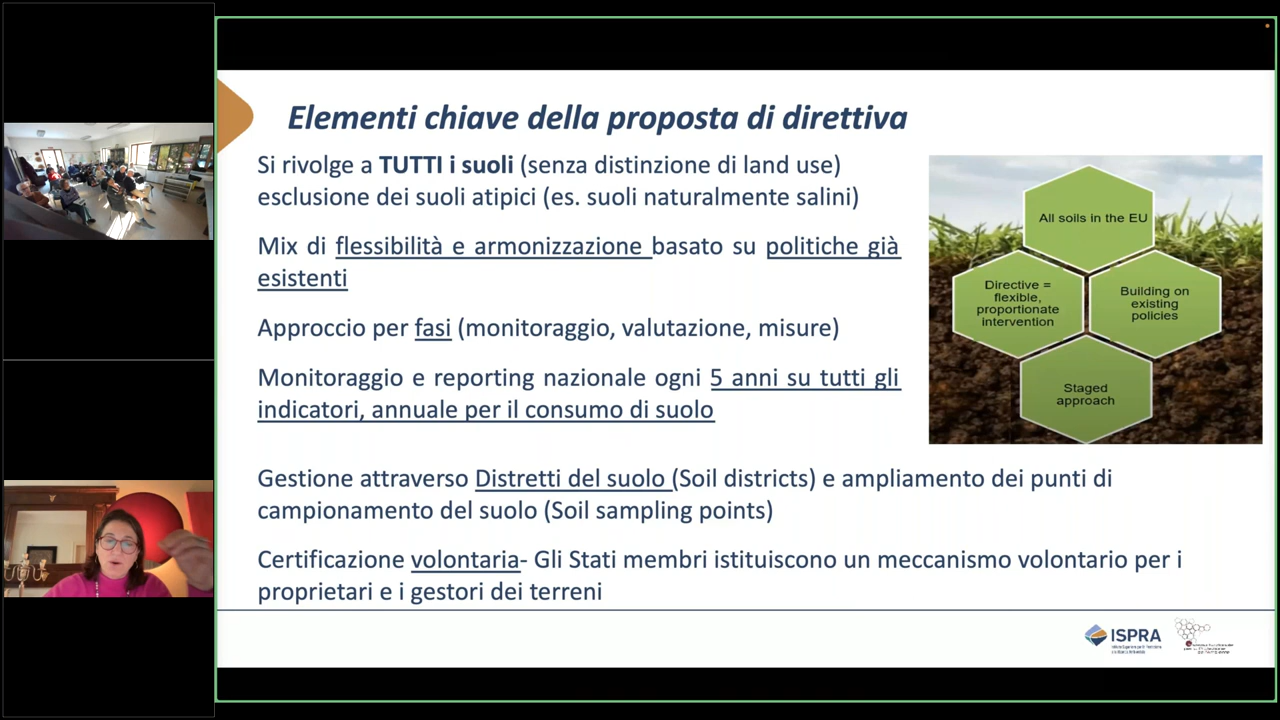 Elementi chiave della proposta di direttiva
Si rivolge a TUTTI i suoli (senza distinzione di land use)
esclusione dei suoli atipici (es. suoli naturalmente salini)
Mix di flessibilità e armonizzazione basato su politiche già
esistenti
Approccio per fasi (monitoraggio, valutazione, misure)
Monitoraggio e reporting nazionale ogni 5 anni su tutti gli
indicatori, annuale per il consumo di suolo
All soils in the EU
Directive =
flexible,
proportionate
intervention
Building on
existing
policies
Staged
approach
Gestione attraverso Distretti del suolo (Soil districts) e ampliamento dei punti di
campionamento del suolo (Soil sampling points)
Certificazione volontaria- Gli Stati membri istituiscono un meccanismo volontario per i
proprietari e i gestori dei terreni
ISPRA